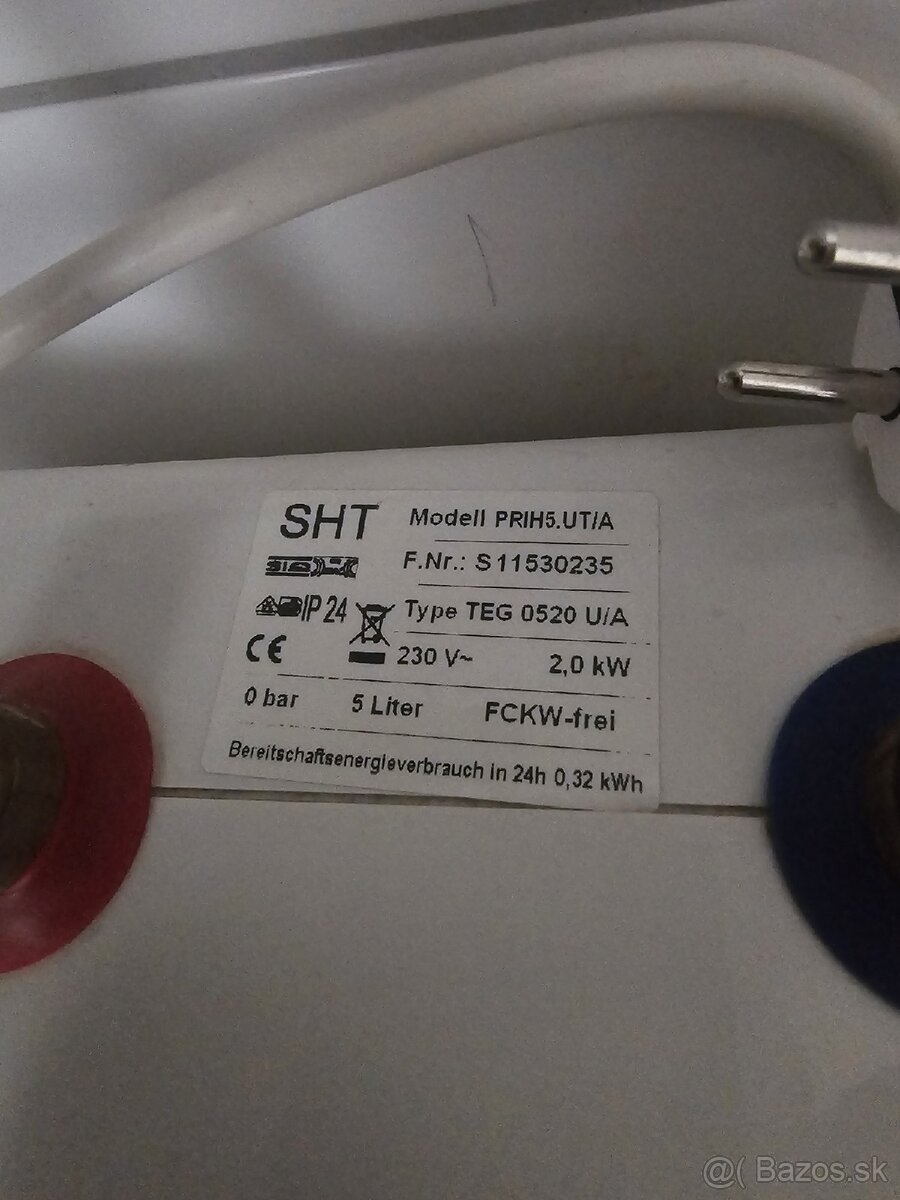 SHT Modell PRIH5.UT/A
F.Nr.: S 11530235
IP 24 Type TEG 0520 U/A
CE 230 V~ 2,0 kW
0 bar 5 Liter FCKW-frei
Bereitschaftsenergieverbrauch in 24h 0,32 kWh
@( Bazos.sk